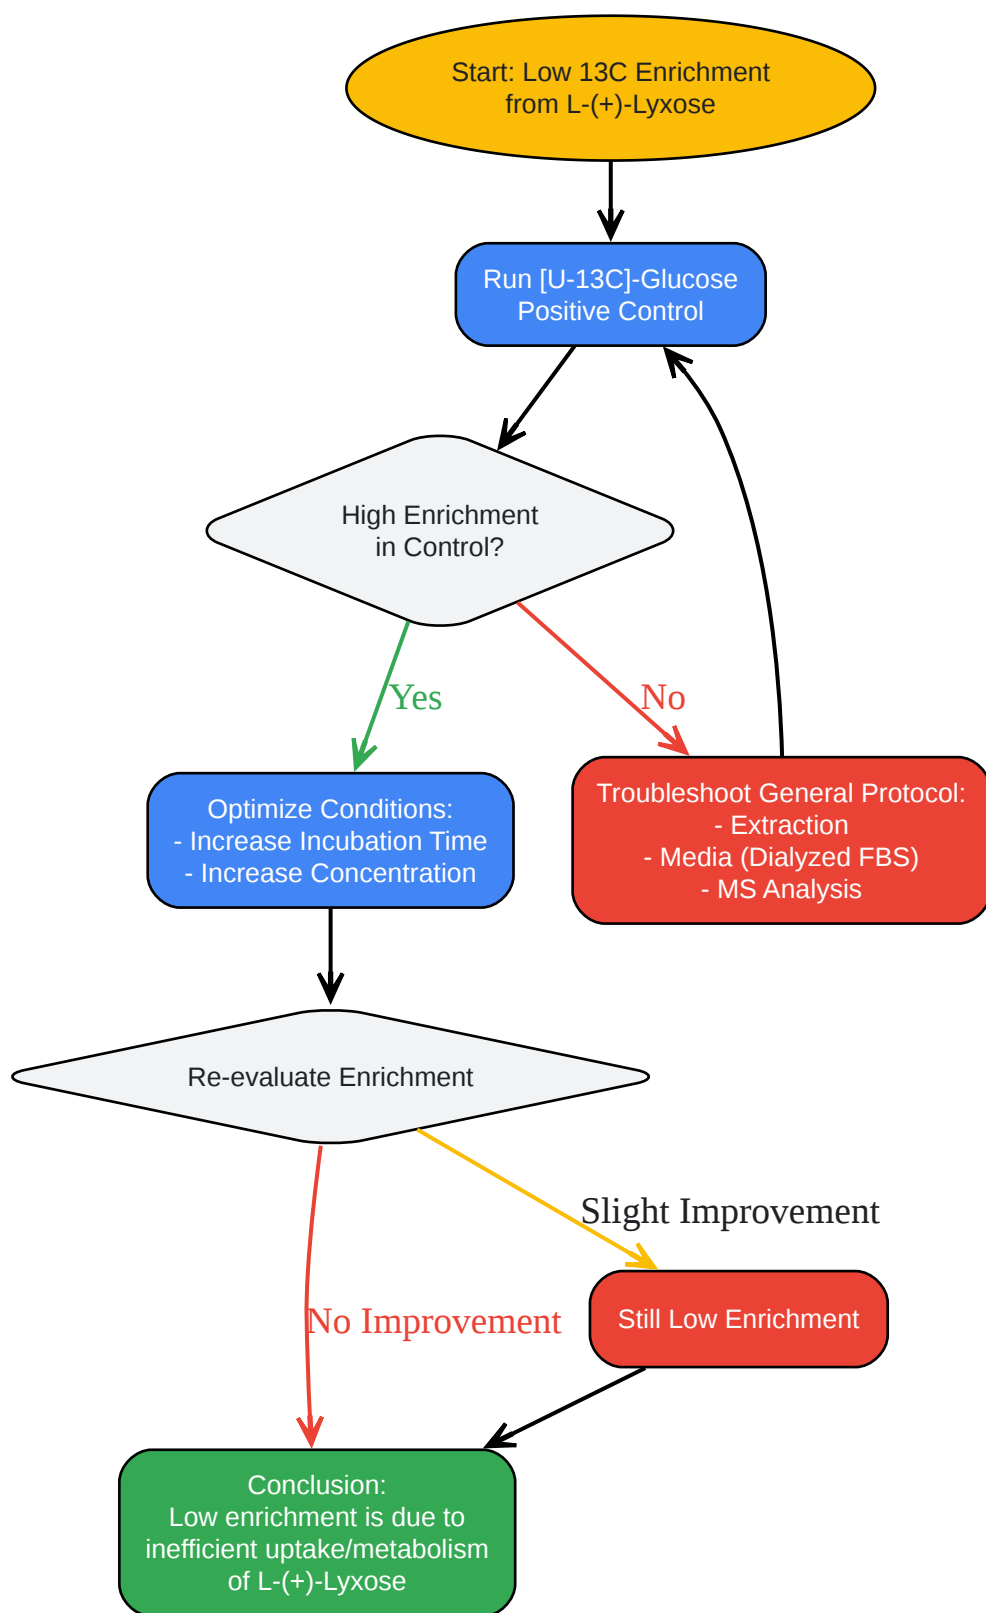 Start: Low 13C Enrichment
from L-(+)-Lyxose
Run [U-13C]-Glucose
Positive Control
High Enrichment
in Control?
Yes
No
Optimize Conditions:
- Increase Incubation Time
- Increase Concentration
Troubleshoot General Protocol:
- Extraction
- Media (Dialyzed FBS)
- MS Analysis
Re-evaluate Enrichment
Slight Improvement
No Improvement
Still Low Enrichment
Conclusion:
Low enrichment is due to
inefficient uptake/metabolism
of L-(+)-Lyxose